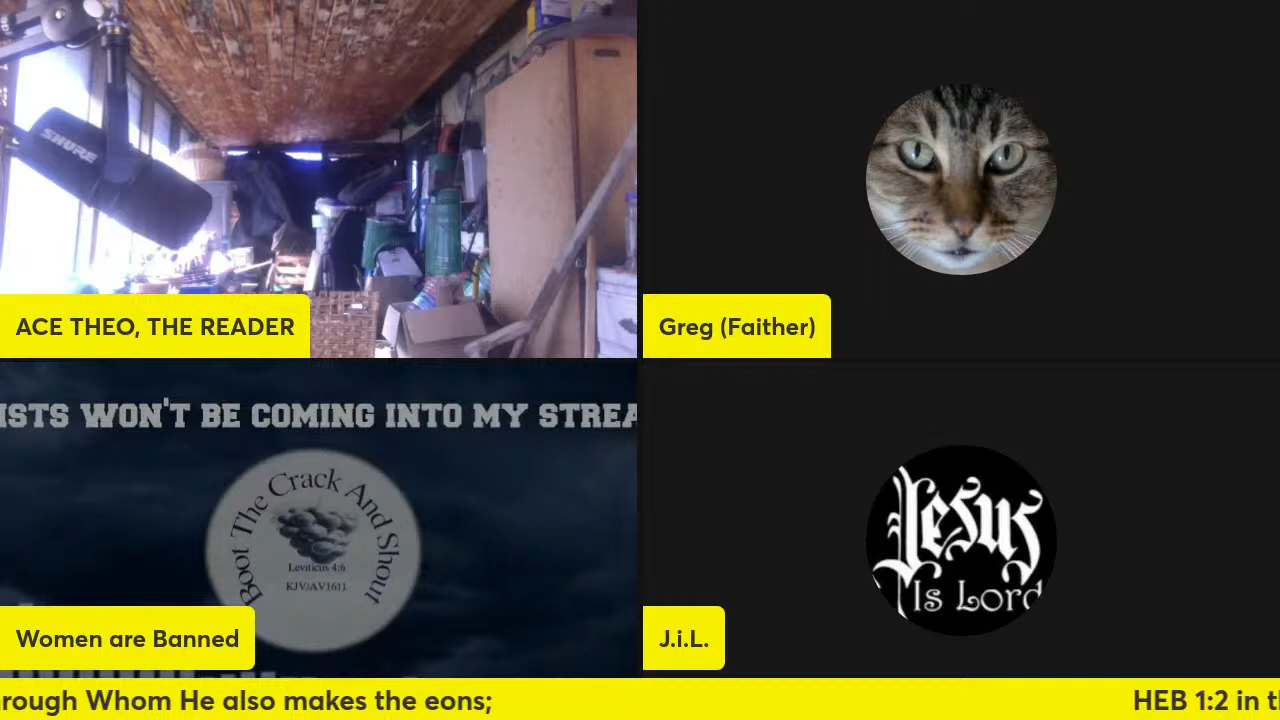 SHURE
ACE THEO, THE READER
Greg (Faither)
ISTS WON'T BE COMING INTO MY STREA
Boot The Crack And Shout
Leviticus 4:6
KJV/AV1611
Women are Banned
Jesus
Is Lord
J.i.L.
rough Whom He also makes the eons;
HEB 1:2 in t